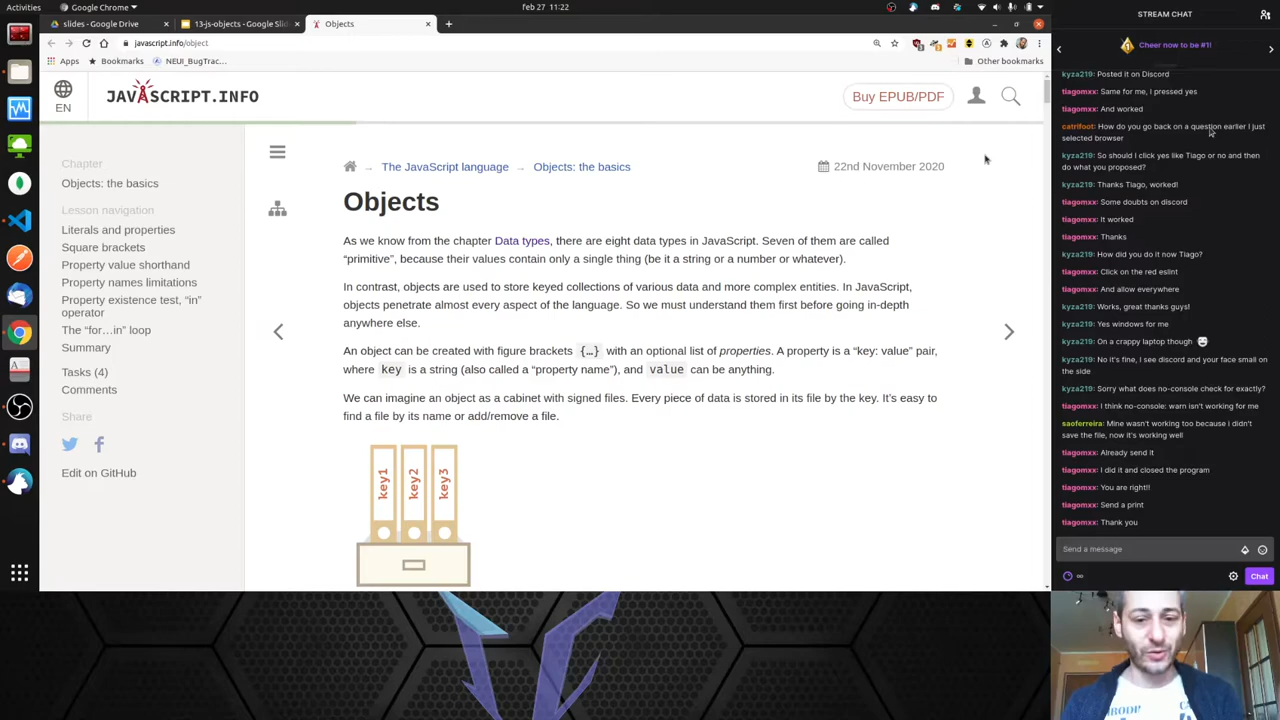 Activities
Google Chrome
feb 27 11:22
slides - Google Drive
13-js-objects - Google Slid
Objects
javascript.info/object
Apps
Bookmarks
NEUI_BugTrac...
Other bookmarks
EN
JAVASCRIPT.INFO
Buy EPUB/PDF
Chapter
Objects: the basics
Lesson navigation
Literals and properties
Square brackets
Property value shorthand
Property names limitations
Property existence test, “in”
operator
The “for…in” loop
Summary
Tasks (4)
Comments
Share
Edit on GitHub
The JavaScript language → Objects: the basics
22nd November 2020
Objects
As we know from the chapter Data types, there are eight data types in JavaScript. Seven of them are called
“primitive”, because their values contain only a single thing (be it a string or a number or whatever).
In contrast, objects are used to store keyed collections of various data and more complex entities. In JavaScript,
objects penetrate almost every aspect of the language. So we must understand them first before going in-depth
anywhere else.
An object can be created with figure brackets {…} with an optional list of properties. A property is a “key: value” pair,
where key is a string (also called a “property name”), and value can be anything.
We can imagine an object as a cabinet with signed files. Every piece of data is stored in its file by the key. It’s easy to
find a file by its name or add/remove a file.
key1
key2
key3
STREAM CHAT
Cheer now to be #1!
kyza219: Posted it on Discord
tiagomxx: Same for me, I pressed yes
tiagomxx: And worked
catrifoot: How do you go back on a question earlier I just
selected browser
kyza219: So should I click yes like Tiago or no and then
do what you proposed?
kyza219: Thanks Tiago, worked!
tiagomxx: Some doubts on discord
tiagomxx: It worked
tiagomxx: Thanks
kyza219: How did you do it now Tiago?
tiagomxx: Click on the red eslint
tiagomxx: And allow everywhere
kyza219: Works, great thanks guys!
kyza219: Yes windows for me
kyza219: On a crappy laptop though
kyza219: No it's fine, I see discord and your face small on
the side
kyza219: Sorry what does no-console check for exactly?
tiagomxx: I think no-console: warn isn't working for me
saoferreira: Mine wasn't working too because i didn't
save the file, now it's working well
tiagomxx: Already send it
tiagomxx: I did it and closed the program
tiagomxx: You are right!!
tiagomxx: Send a print
tiagomxx: Thank you
Send a message
Chat